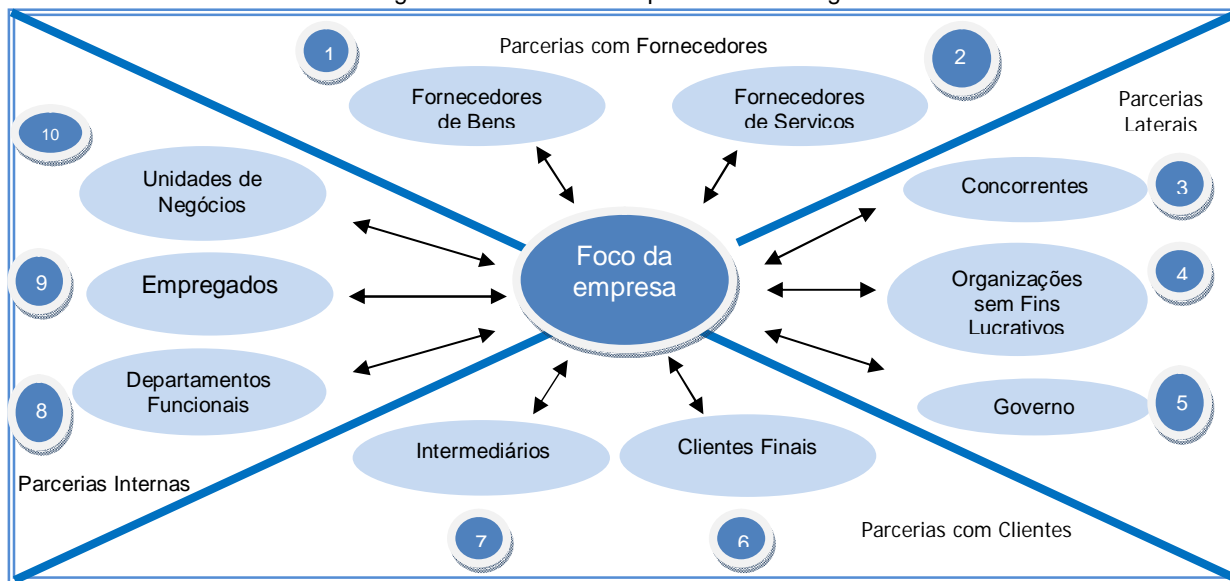 1
Parcerias com Fornecedores
2
Fornecedores
de Bens
Fornecedores
de Servicos
Parcerias
Laterais
10
Unidades de
Negócios
Concorrentes
3
Foco da
empresa
9
Empregados
Organizações
sem Fins
Lucrativos
4
Departamentos
Funcionais
8
Governo
5
Intermediários
Clientes Finais
Parcerias Internas
7
6
Parcerias com Clientes